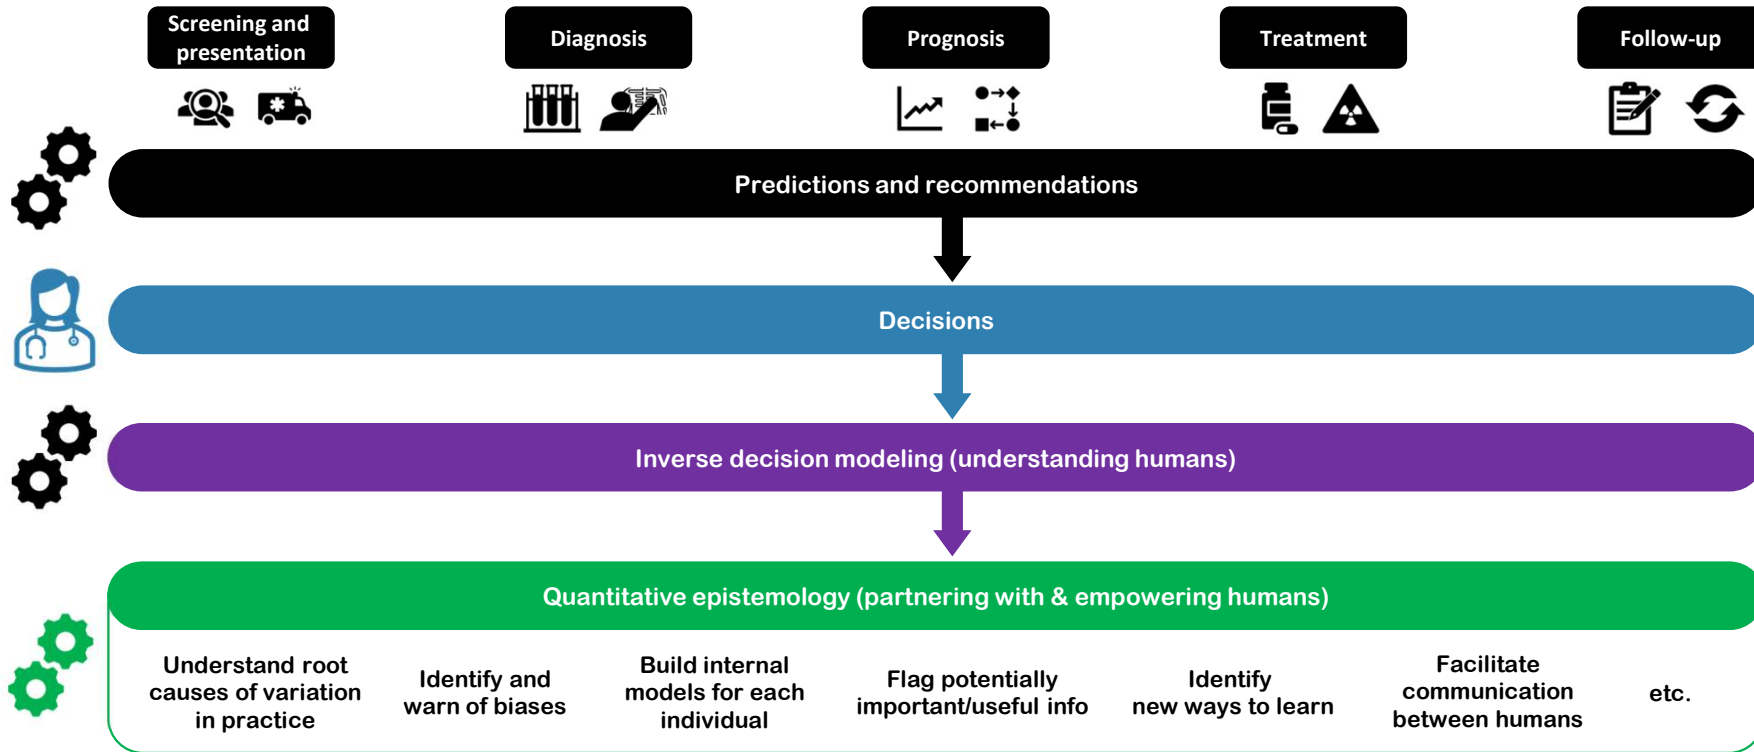 Screening and
presentation
Diagnosis
Prognosis
Treatment
Follow-up
Predictions and recommendations
Decisions
Inverse decision modeling (understanding humans)
Quantitative epistemology (partnering with & empowering humans)
Understand root
causes of variation
in practice
Identify and
warn of biases
Build internal
models for each
individual
Flag potentially
important/useful info
Identify
new ways to learn
Facilitate
communication
between humans
etc.